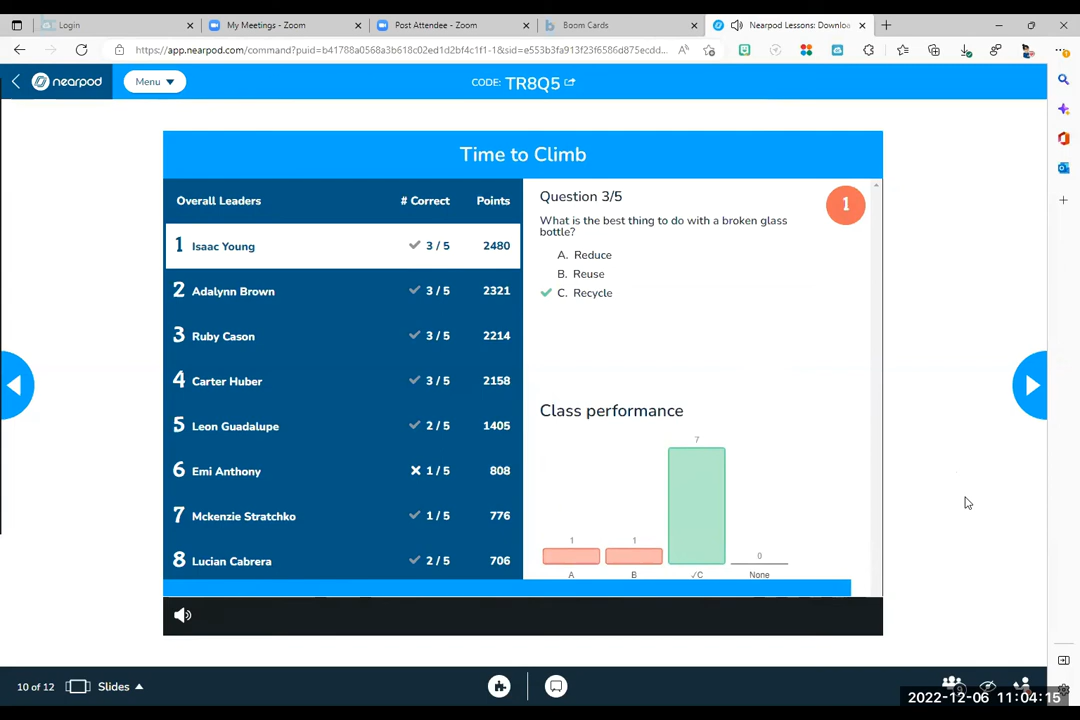 Login
My Meetings - Zoom
Post Attendee - Zoom
Boom Cards
Nearpod Lessons: Downloa
https://app.nearpod.com/command?puid=b41788a0568a3b618c02ed1d2bf4c1f1-1&sid=e553b3fa913f23f6586d875ecdd...
nearpod
Menu
CODE: TR8Q5
Time to Climb
Overall Leaders # Correct Points
1 Isaac Young 3 / 5 2480
2 Adalynn Brown 3 / 5 2321
3 Ruby Cason 3 / 5 2214
4 Carter Huber 3 / 5 2158
5 Leon Guadalupe 2 / 5 1405
6 Emi Anthony 1 / 5 808
7 Mckenzie Stratchko 1 / 5 776
8 Lucian Cabrera 2 / 5 706
Question 3/5
1
What is the best thing to do with a broken glass
bottle?
A. Reduce
B. Reuse
C. Recycle
Class performance
7
1 1 0
A B ✓C None
10 of 12 Slides
2022-12-06 11:04:15